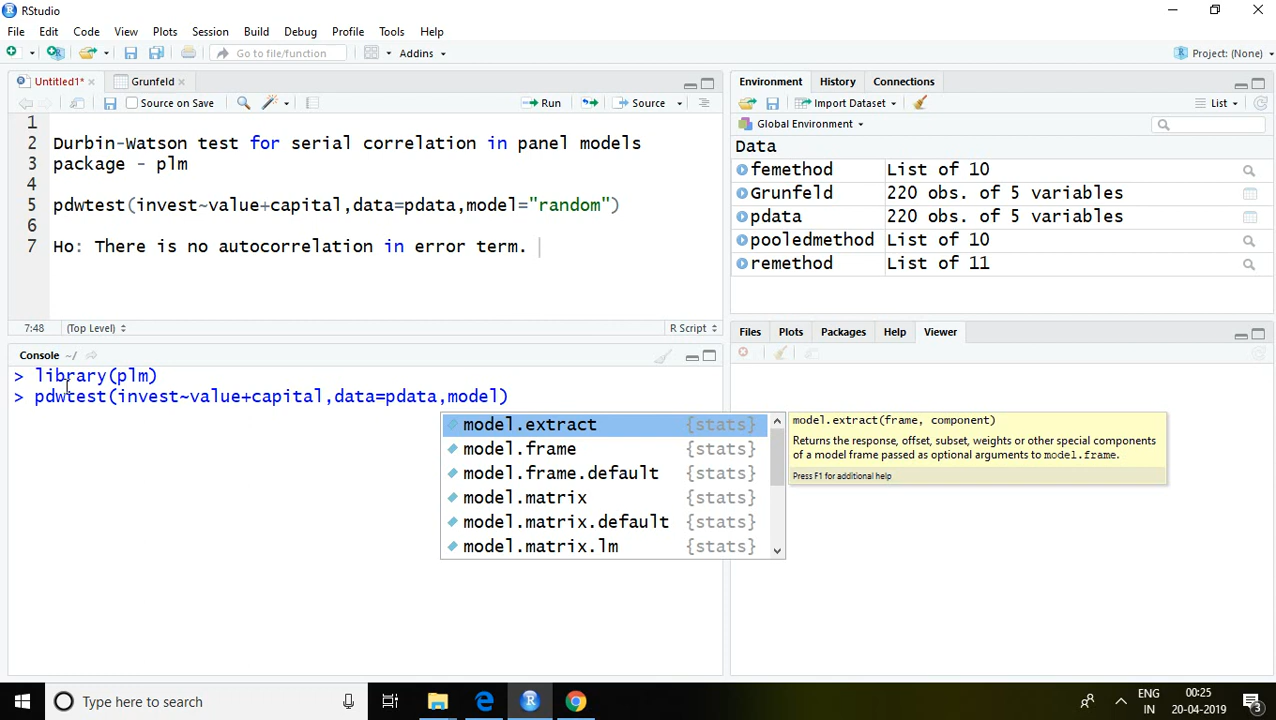 RStudio
File Edit Code View Plots Session Build Debug Profile Tools Help
Go to file/function Addins Project: (None)
Untitled1* Grunfeld
Source on Save Run Source
1
2 Durbin-Watson test for serial correlation in panel models
3 package - plm
4
5 pdwtest(invest~value+capital,data=pdata,model="random")
6
7 Ho: There is no autocorrelation in error term.
7:48 (Top Level) R Script
Console ~/
> library(plm)
> pdwtest(invest~value+capital,data=pdata,model)
model.extract {stats}
model.frame {stats}
model.frame.default {stats}
model.matrix {stats}
model.matrix.default {stats}
model.matrix.lm {stats}
model.extract(frame, component)
Returns the response, offset, subset, weights or other special components
of a model frame passed as optional arguments to model.frame.
Press F1 for additional help
Environment History Connections
Import Dataset List
Global Environment
Data
femethod List of 10
Grunfeld 220 obs. of 5 variables
pdata 220 obs. of 5 variables
pooledmethod List of 10
remethod List of 11
Files Plots Packages Help Viewer
Type here to search
ENG
IN
00:25
20-04-2019
3